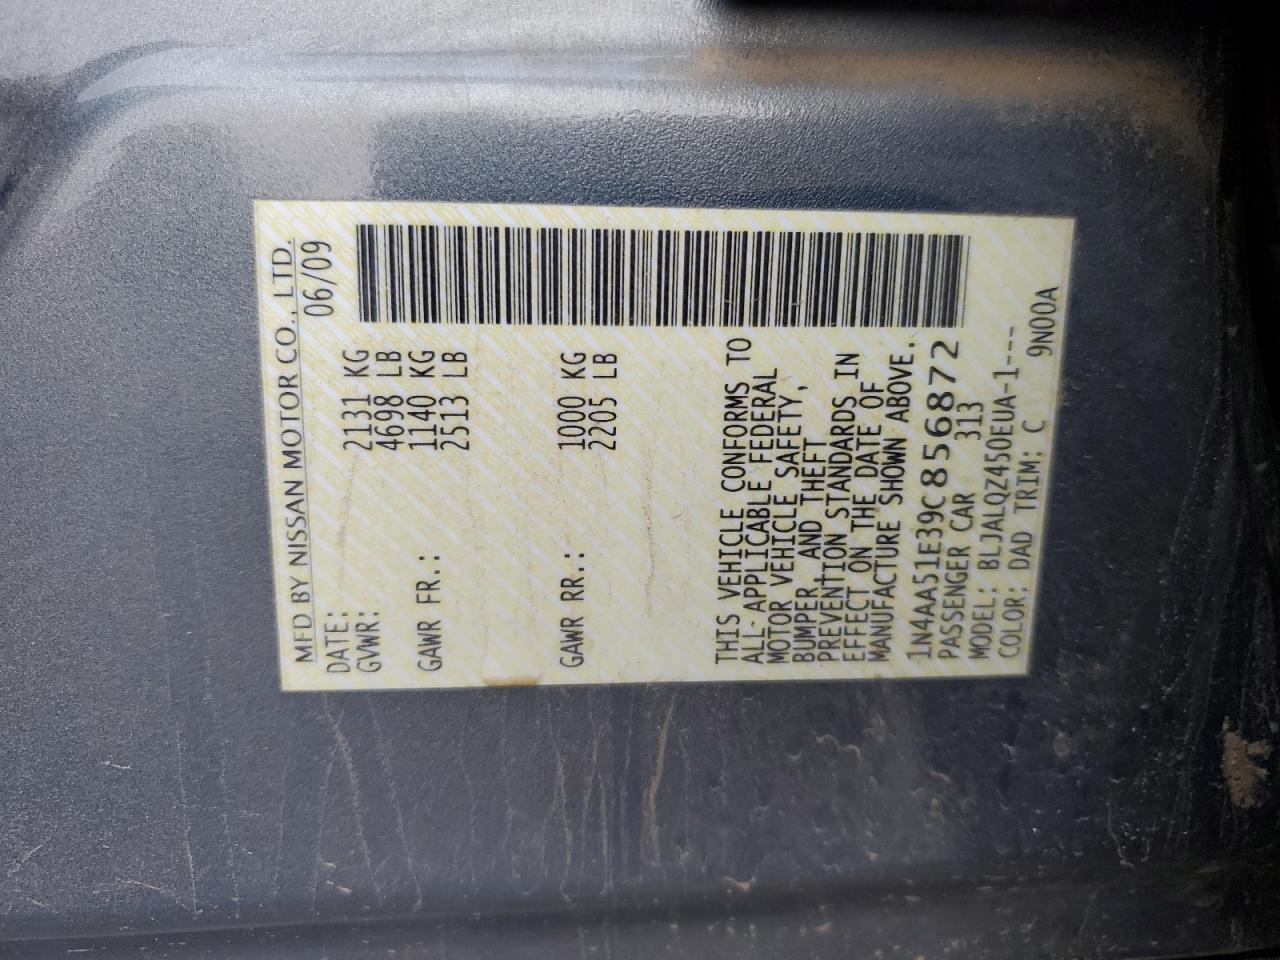 MFD BY NISSAN MOTOR CO., LTD.
DATE: 06/09
GVWR: 2131 KG
4698 LB
GAWR FR.: 1140 KG
2513 LB
GAWR RR.: 1000 KG
2205 LB
THIS VEHICLE CONFORMS TO
ALL APPLICABLE FEDERAL
MOTOR VEHICLE SAFETY,
BUMPER, AND THEFT
PREVENTION STANDARDS IN
EFFECT ON THE DATE OF
MANUFACTURE SHOWN ABOVE.
1N4AA51E39C856872
PASSENGER CAR 313
MODEL: BLJALQZ450EUA-1---
COLOR: DAD TRIM: C 9N00A